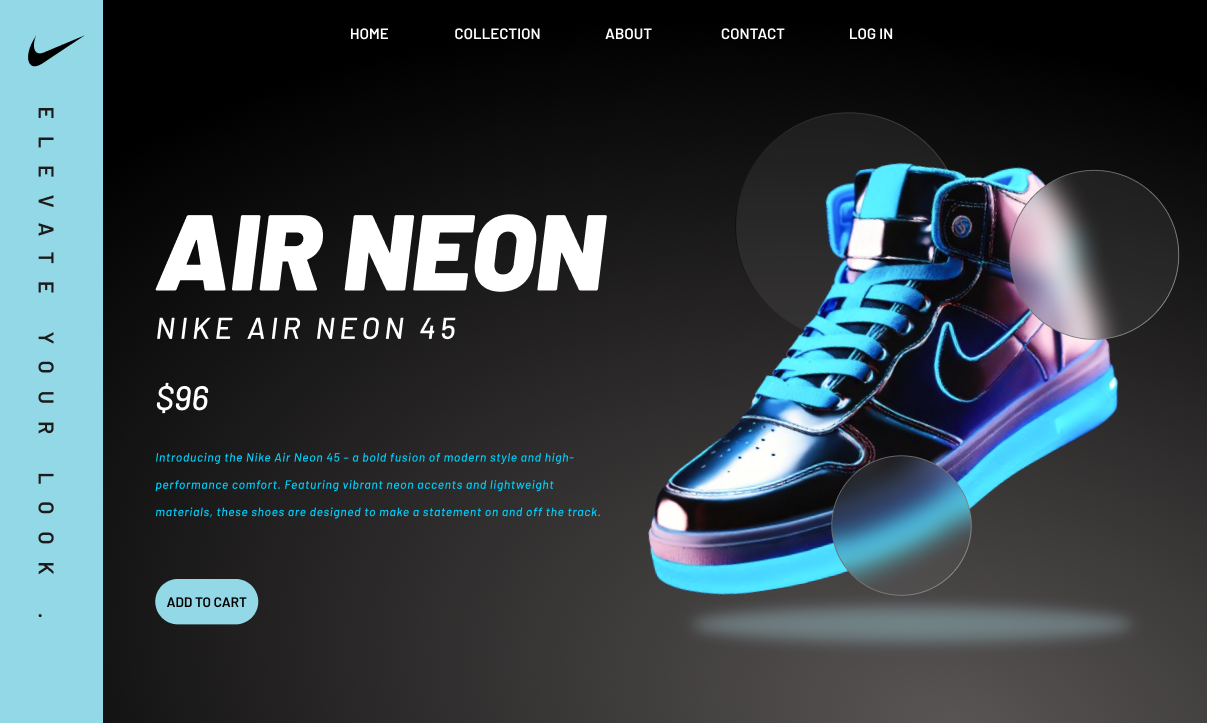 HOME COLLECTION ABOUT CONTACT LOG IN
ELEVATE YOUR LOOK.
AIR NEON
NIKE AIR NEON 45
$96
Introducing the Nike Air Neon 45 – a bold fusion of modern style and high-
performance comfort. Featuring vibrant neon accents and lightweight
materials, these shoes are designed to make a statement on and off the track.
ADD TO CART